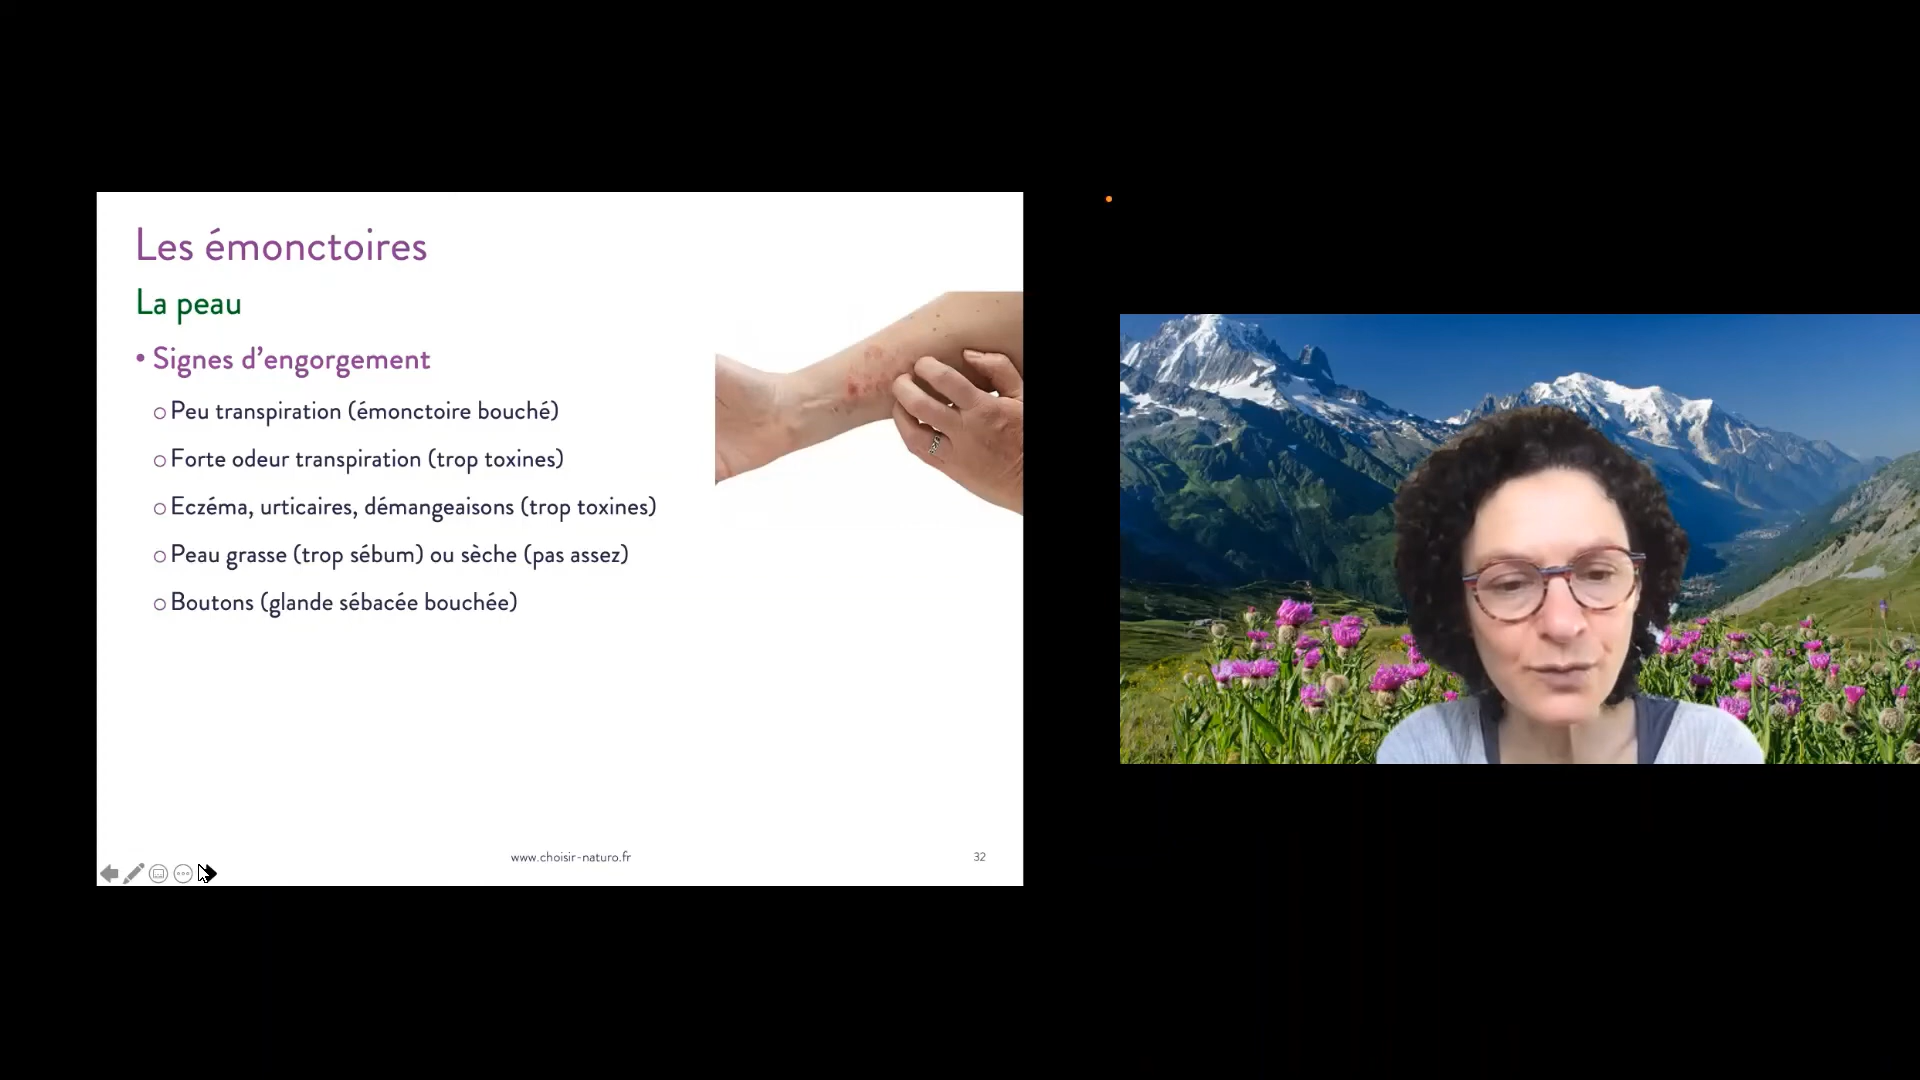 Les émonctoires
La peau
• Signes d’engorgement
○ Peu transpiration (émonctoire bouché)
○ Forte odeur transpiration (trop toxines)
○ Eczéma, urticaires, démangeaisons (trop toxines)
○ Peau grasse (trop sébum) ou sèche (pas assez)
○ Boutons (glande sébacée bouchée)
www.choisir-naturo.fr
32